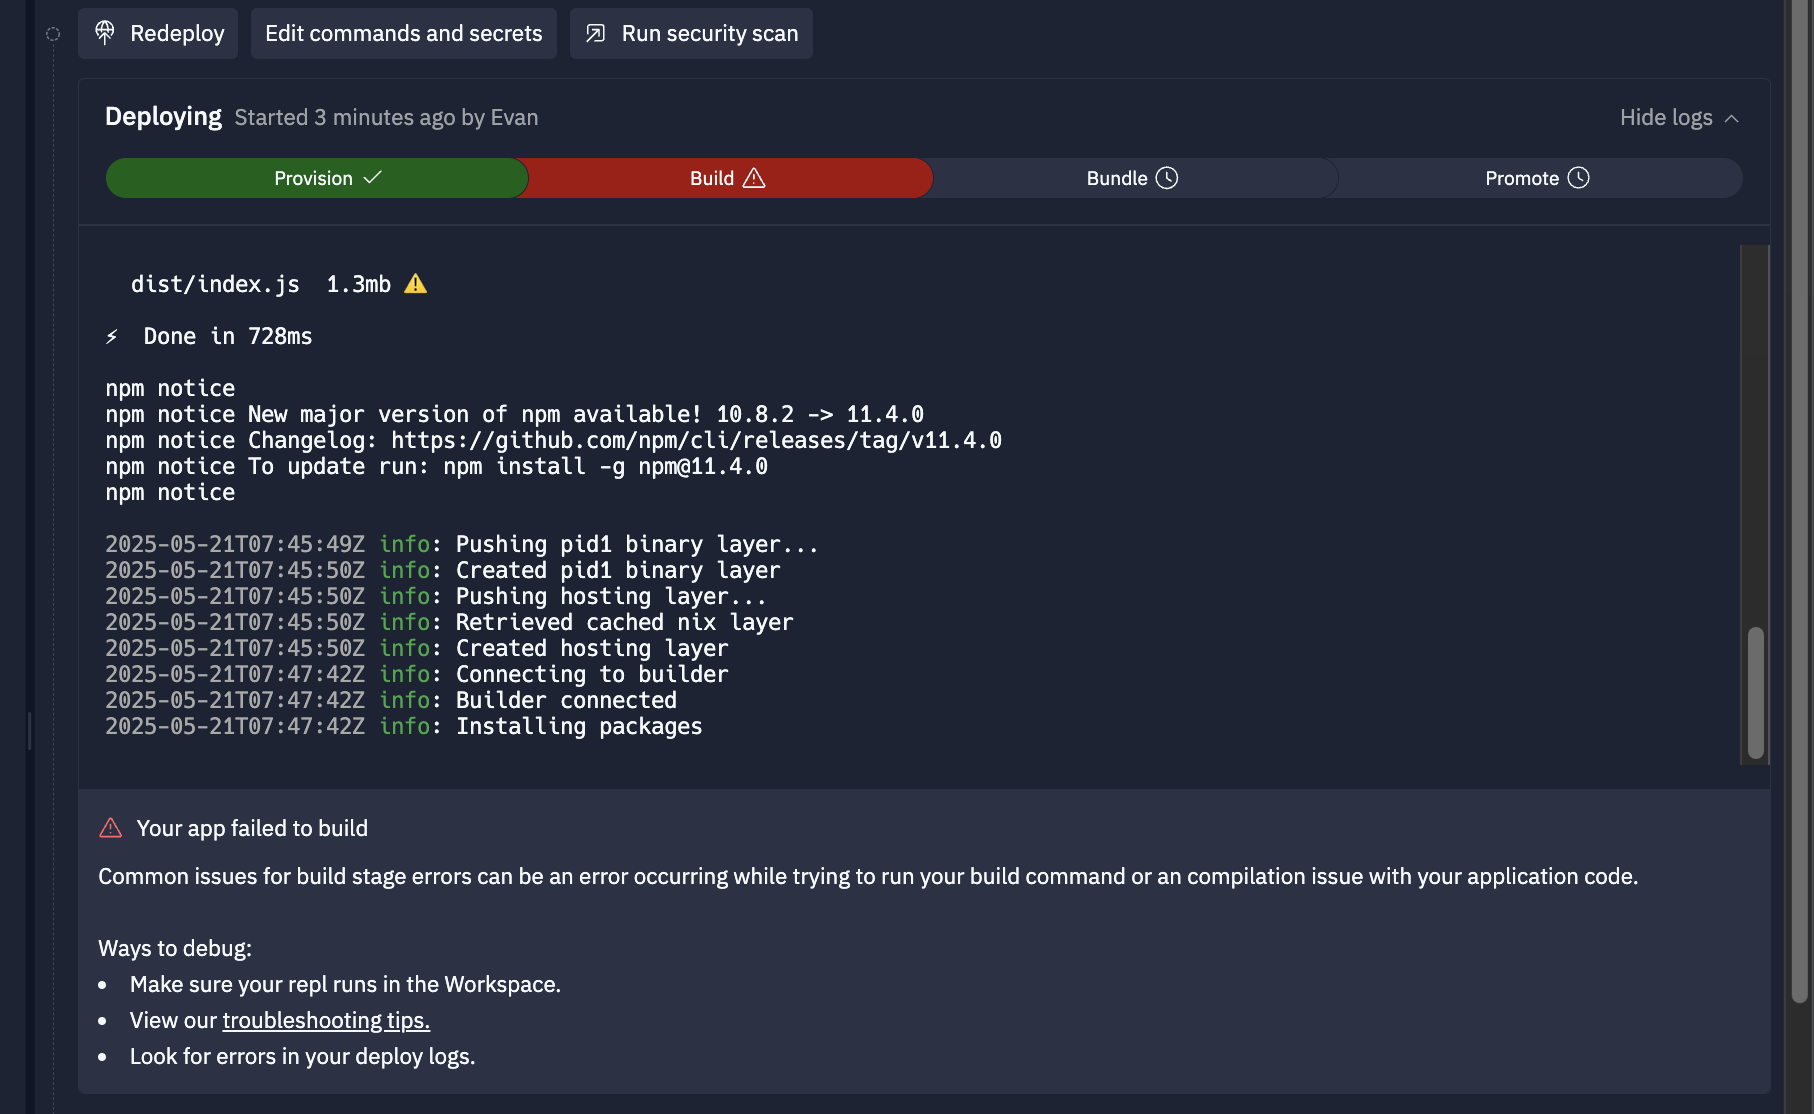 Redeploy
Edit commands and secrets
Run security scan
Deploying Started 3 minutes ago by Evan
Hide logs
Provision
Build
Bundle
Promote
dist/index.js 1.3mb ⚠️
⚡ Done in 728ms
npm notice
npm notice New major version of npm available! 10.8.2 -> 11.4.0
npm notice Changelog: https://github.com/npm/cli/releases/tag/v11.4.0
npm notice To update run: npm install -g npm@11.4.0
npm notice
2025-05-21T07:45:49Z info: Pushing pid1 binary layer...
2025-05-21T07:45:50Z info: Created pid1 binary layer
2025-05-21T07:45:50Z info: Pushing hosting layer...
2025-05-21T07:45:50Z info: Retrieved cached nix layer
2025-05-21T07:45:50Z info: Created hosting layer
2025-05-21T07:47:42Z info: Connecting to builder
2025-05-21T07:47:42Z info: Builder connected
2025-05-21T07:47:42Z info: Installing packages
Your app failed to build
Common issues for build stage errors can be an error occurring while trying to run your build command or an compilation issue with your application code.
Ways to debug:
• Make sure your repl runs in the Workspace.
• View our troubleshooting tips.
• Look for errors in your deploy logs.